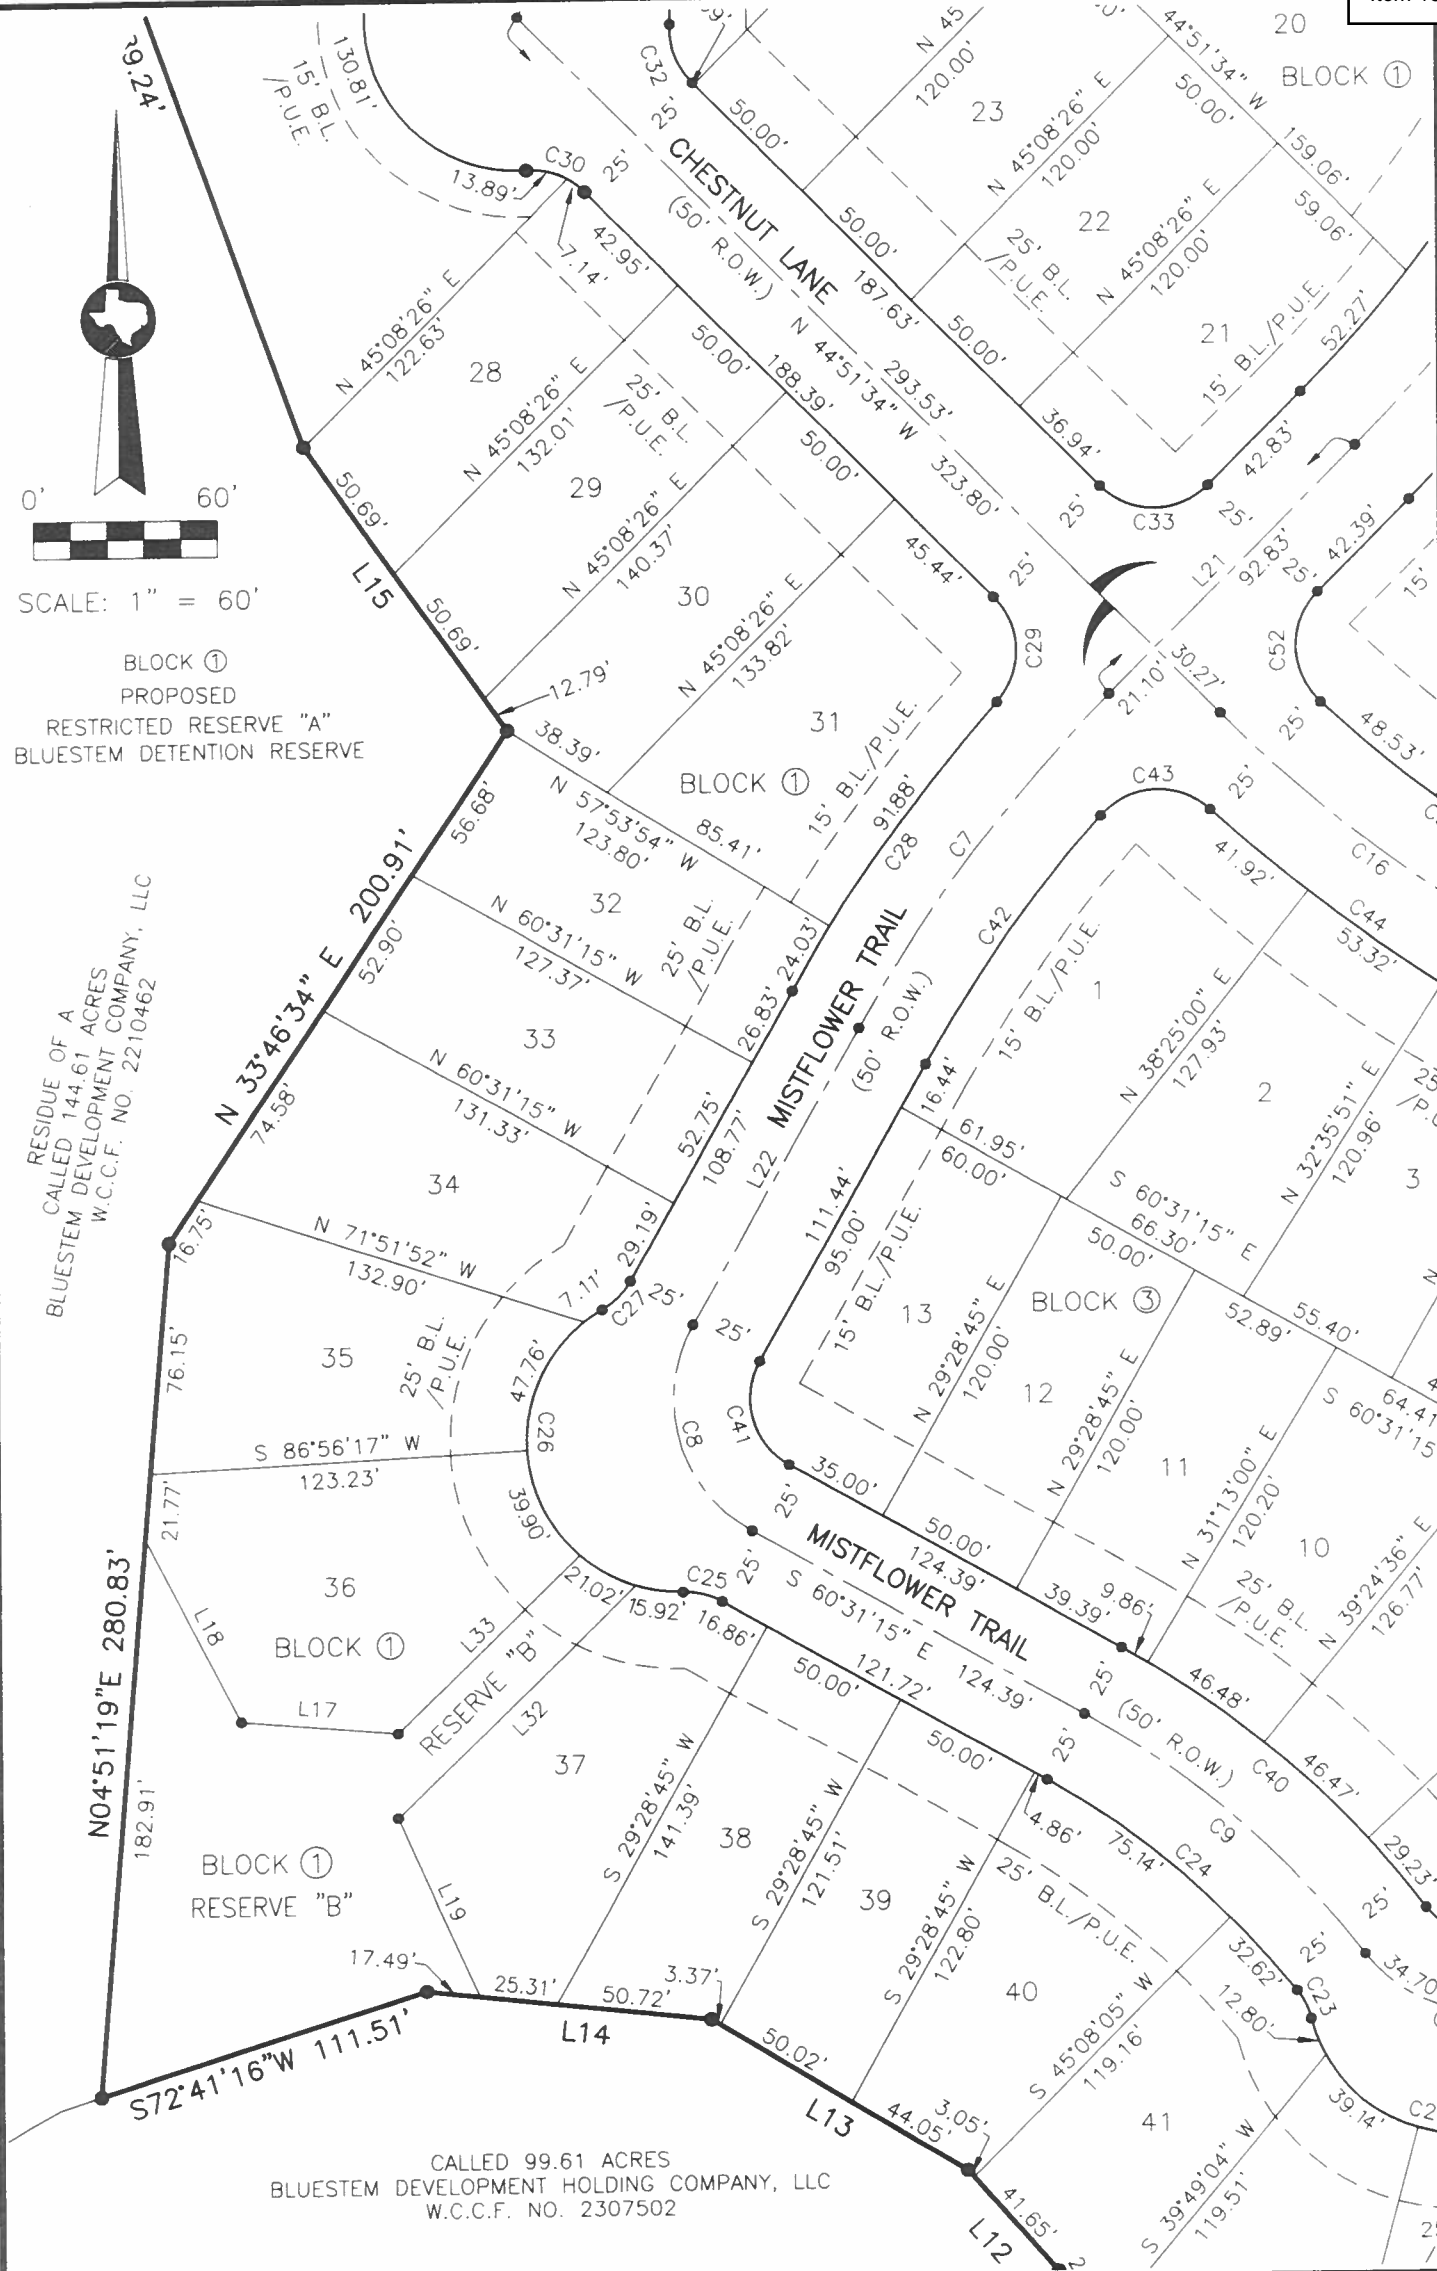 20
BLOCK ①
44°51'34" W
50.00'
159.06'
59.06'
39.24'
130.81'
15' B.L.
/P.U.E.
C32
25'
50.00'
N 45
120.00'
23
N 45°08'26" E
120.00'
22
N 45°08'26" E
120.00'
21
25' B.L.
/P.U.E.
15' B.L./P.U.E.
52.27'
C30
13.89'
25'
7.14'
42.95'
CHESTNUT LANE
(50' R.O.W.)
50.00'
187.63'
50.00'
36.94'
N 44°51'34" W
293.53'
323.80'
N 45°08'26" E
122.63'
28
50.00'
188.39'
50.00'
45.44'
N 45°08'26" E
132.01'
25' B.L.
/P.U.E.
29
N 45°08'26" E
140.37'
30
N 45°08'26" E
133.82'
31
BLOCK ①
15' B.L./P.U.E.
25'
C33
42.83'
25'
L21
92.83'
25'
42.39'
15'
C52
30.27'
21.10'
25'
48.53'
25'
C29
0'
60'
SCALE: 1" = 60'
50.69'
L15
50.69'
12.79'
38.39'
BLOCK ①
PROPOSED
RESTRICTED RESERVE "A"
BLUESTEM DETENTION RESERVE
N 57°53'54" W
123.80'
85.41'
56.68'
32
25' B.L.
/P.U.E.
N 60°31'15" W
127.37'
52.90'
33
N 60°31'15" W
131.33'
74.58'
34
N 33°46'34" E 200.91'
RESIDUE OF A
CALLED 144.61 ACRES
BLUESTEM DEVELOPMENT COMPANY, LLC
W.C.C.F. NO. 2210462
91.88'
C28
C7
24.03'
26.83'
MISTFLOWER TRAIL
(50' R.O.W.)
52.75'
108.77'
L22
29.19'
C43
25'
41.92'
C16
C44
53.32'
C42
15' B.L./P.U.E.
1
16.44'
61.95'
60.00'
N 38°25'00" E
127.93'
2
N 32°35'51" E
120.96'
3
S 60°31'15" E
66.30'
50.00'
BLOCK ③
52.89'
55.40'
64.41
S 60°31'15
111.44'
95.00'
15' B.L./P.U.E.
13
N 29°28'45" E
120.00'
12
N 29°28'45" E
120.00'
11
N 31°13'00" E
120.20'
10
25' B.L.
/P.U.E.
N 39°24'36" E
126.77'
16.75'
N 71°51'52" W
132.90'
7.11'
C27
25'
25'
76.15'
35
25' B.L.
/P.U.E.
47.76'
C26
C8
C41
S 86°56'17" W
123.23'
35.00'
25'
21.77'
39.90'
36
BLOCK ①
L18
L17
L33
21.02'
15.92'
C25
25'
16.86'
RESERVE "B"
L32
37
N04°51'19"E 280.83'
182.91'
BLOCK ①
RESERVE "B"
L19
MISTFLOWER TRAIL
S 60°31'15" E 124.39'
50.00'
124.39'
39.39'
9.86'
25'
(50' R.O.W.)
46.48'
C40
46.47'
29.23'
C9
25'
50.00'
121.72'
50.00'
25'
4.86'
75.14'
C24
S 29°28'45" W
141.39'
38
S 29°28'45" W
121.51'
39
S 29°28'45" W
122.80'
25' B.L./P.U.E.
40
32.62'
25'
C23
12.80'
34.70
S 45°08'05" W
119.16'
39.14'
41
S 39°49'04" W
119.51'
17.49'
25.31'
50.72'
3.37'
L14
S72°41'16"W 111.51'
50.02'
L13
44.05'
3.05'
41.65'
L12
CALLED 99.61 ACRES
BLUESTEM DEVELOPMENT HOLDING COMPANY, LLC
W.C.C.F. NO. 2307502